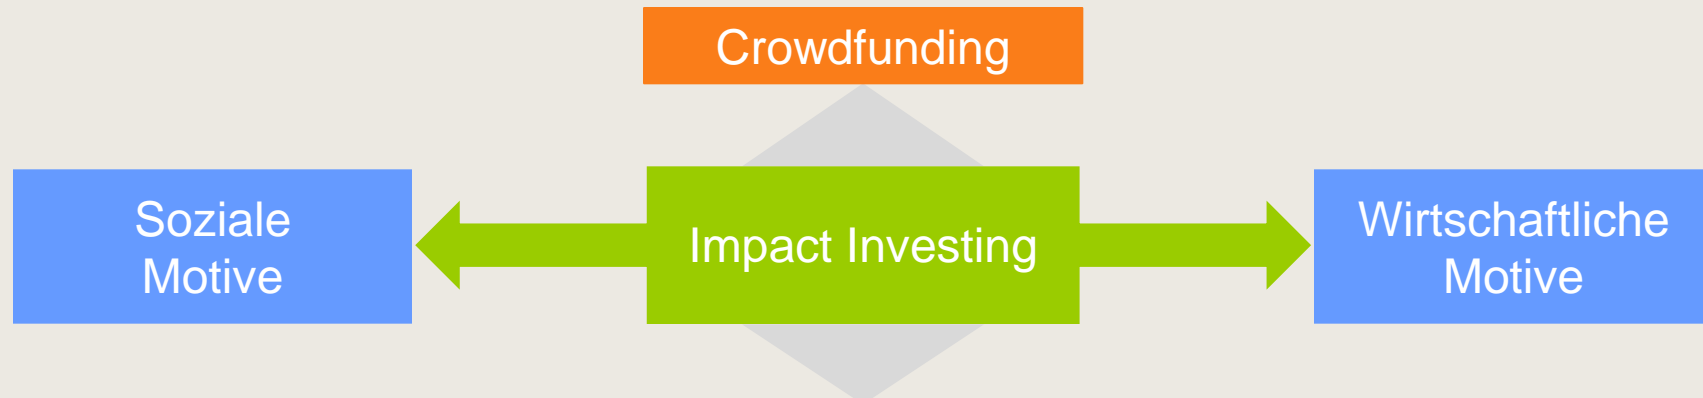 Crowdfunding
Soziale
Motive
Impact Investing
Wirtschaftliche
Motive